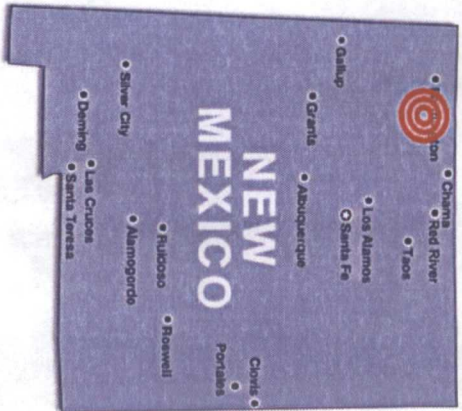 Chama
Red River
Taos
Los Alamos
Santa Fe
Gallup
Grants
Albuquerque
NEW
MEXICO
Clovis
Portales
Roswell
Ruidoso
Alamogordo
Silver City
Las Cruces
Deming
Santa Teresa